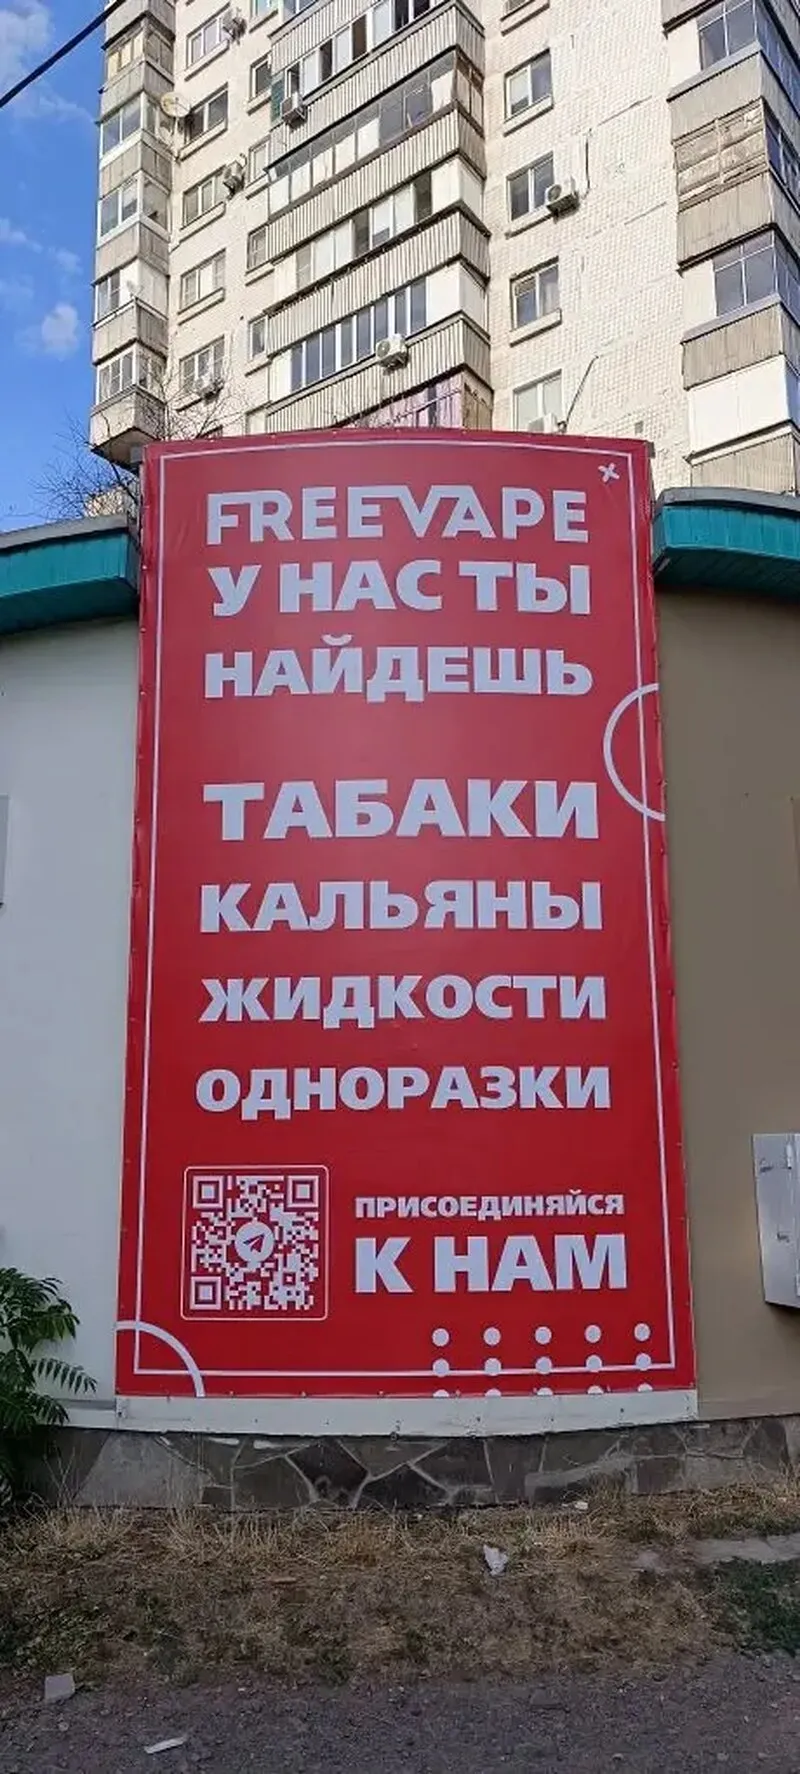 FREEVAPE
У НАС ТЫ
НАЙДЕШЬ
ТАБАКИ
КАЛЬЯНЫ
ЖИДКОСТИ
ОДНОРАЗКИ
ПРИСОЕДИНЯЙСЯ
К НАМ